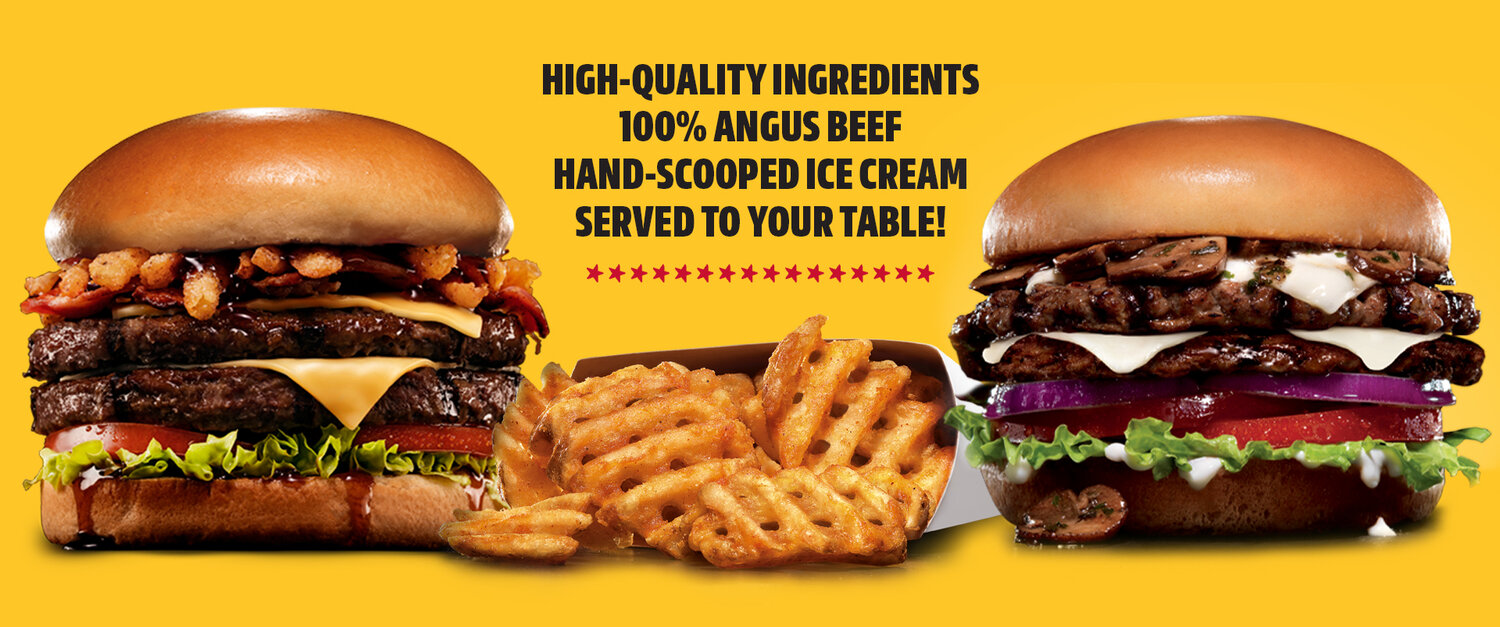 HIGH-QUALITY INGREDIENTS
100% ANGUS BEEF
HAND-SCOOPED ICE CREAM
SERVED TO YOUR TABLE!